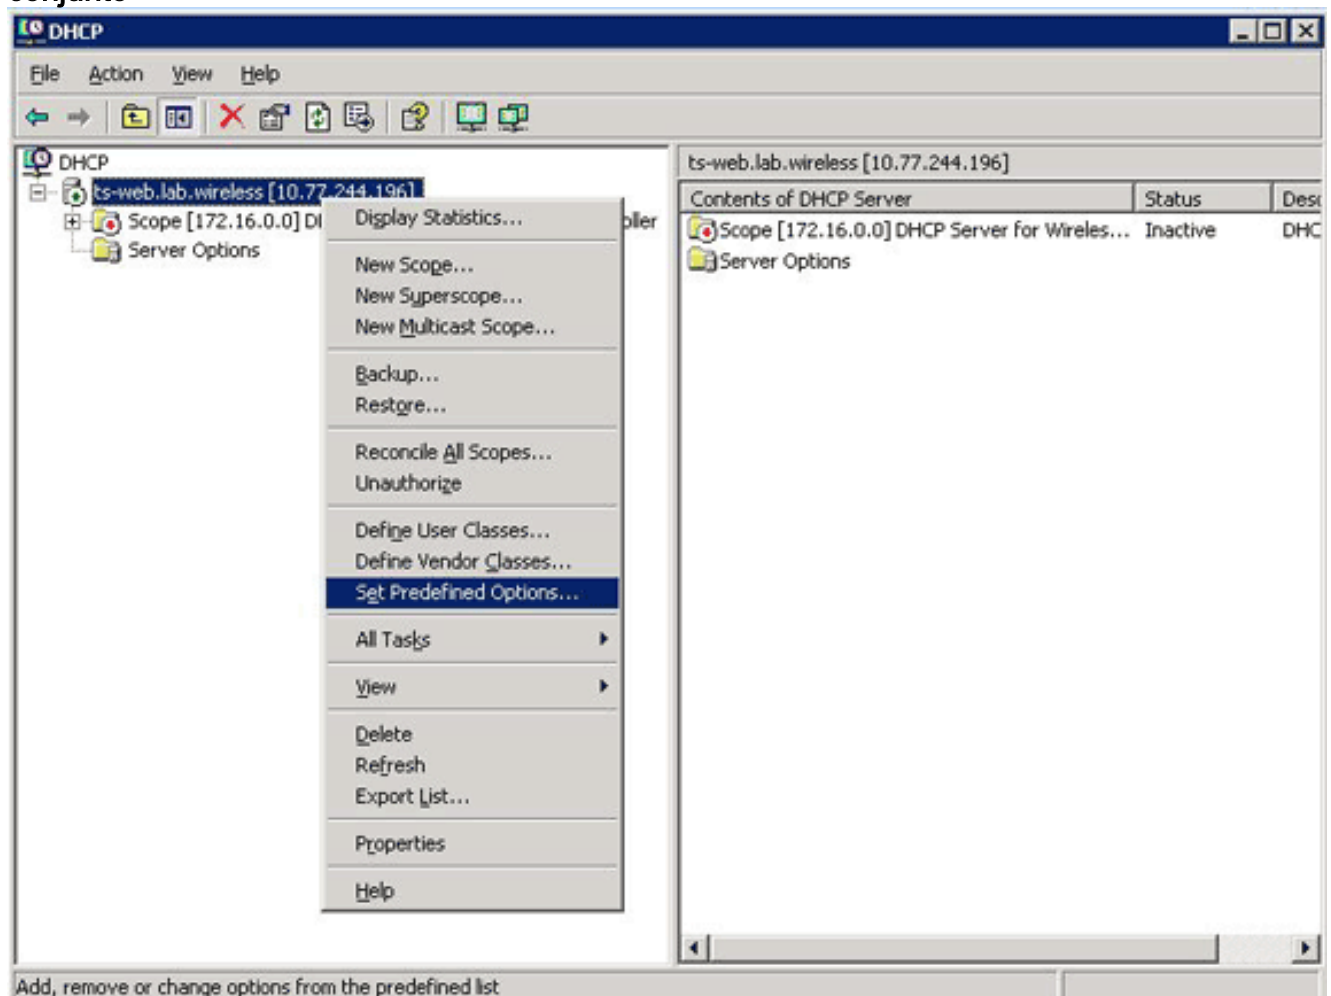 DHCP
File Action View Help
DHCP
ts-web.lab.wireless [10.77.244.196]
Scope [172.16.0.0] DH
oller
Server Options
Display Statistics...
New Scope...
New Superscope...
New Multicast Scope...
Backup...
Restore...
Reconcile All Scopes...
Unauthorize
Define User Classes...
Define Vendor Classes...
Set Predefined Options...
All Tasks
View
Delete
Refresh
Export List...
Properties
Help
ts-web.lab.wireless [10.77.244.196]
Contents of DHCP Server Status Desc
Scope [172.16.0.0] DHCP Server for Wireles... Inactive DHC
Server Options
Add, remove or change options from the predefined list